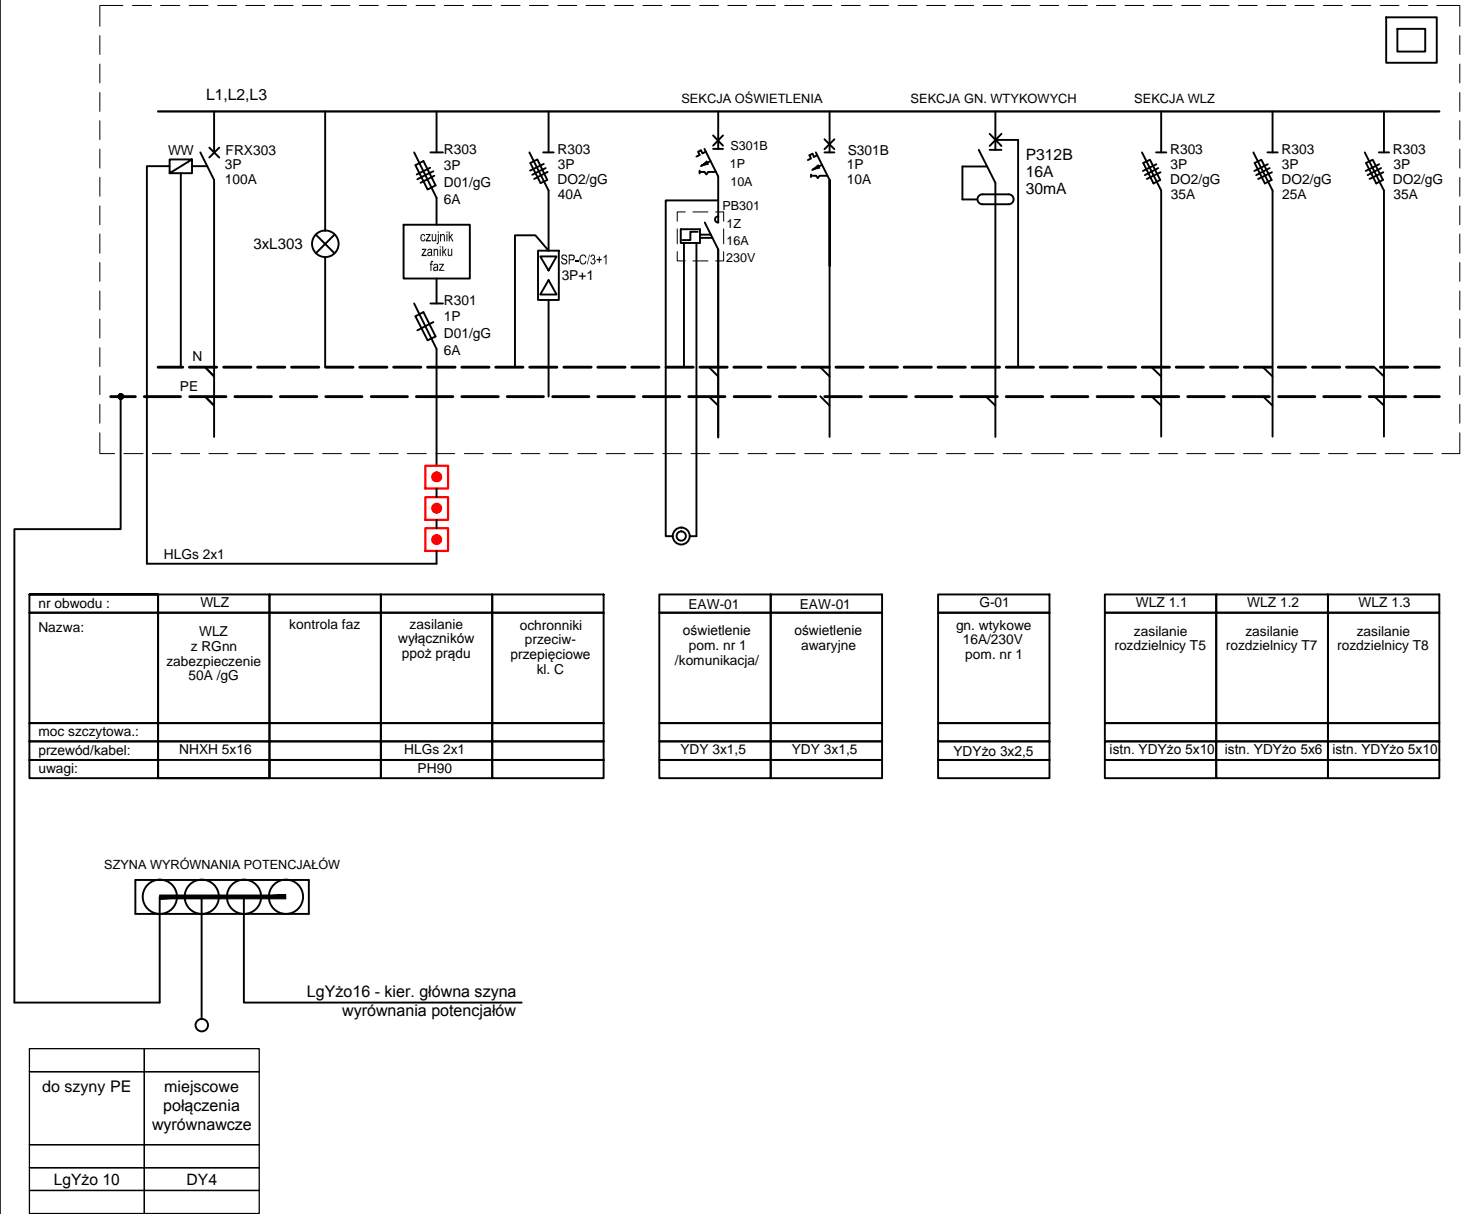 L1,L2,L3
SEKCJA OŚWIETLENIA
SEKCJA GN. WTYKOWYCH
SEKCJA WLZ
WW
FRX303
3P
100A
3xL303
R303
3P
D01/gG
6A
czujnik
zaniku
faz
R301
1P
D01/gG
6A
R303
3P
DO2/gG
40A
SP-C/3+1
3P+1
S301B
1P
10A
PB301
1Z
16A
230V
S301B
1P
10A
P312B
16A
30mA
R303
3P
DO2/gG
35A
R303
3P
DO2/gG
25A
R303
3P
DO2/gG
35A
N
PE
HLGs 2x1
nr obwodu : WLZ
Nazwa:
WLZ
z RGnn
zabezpieczenie
50A /gG
kontrola faz
zasilanie
wyłączników
ppoż prądu
ochronniki
przeciw-
przepięciowe
kl. C
moc szczytowa.:
przewód/kabel: NHXH 5x16 HLGs 2x1
uwagi: PH90
EAW-01 EAW-01
oświetlenie
pom. nr 1
/komunikacja/
oświetlenie
awaryjne
YDY 3x1,5 YDY 3x1,5
G-01
gn. wtykowe
16A/230V
pom. nr 1
YDYżo 3x2,5
WLZ 1.1 WLZ 1.2 WLZ 1.3
zasilanie
rozdzielnicy T5
zasilanie
rozdzielnicy T7
zasilanie
rozdzielnicy T8
istn. YDYżo 5x10 istn. YDYżo 5x6 istn. YDYżo 5x10
SZYNA WYRÓWNANIA POTENCJAŁÓW
LgYżo16 - kier. główna szyna
wyrównania potencjałów
do szyny PE
miejscowe
połączenia
wyrównawcze
LgYżo 10 DY4